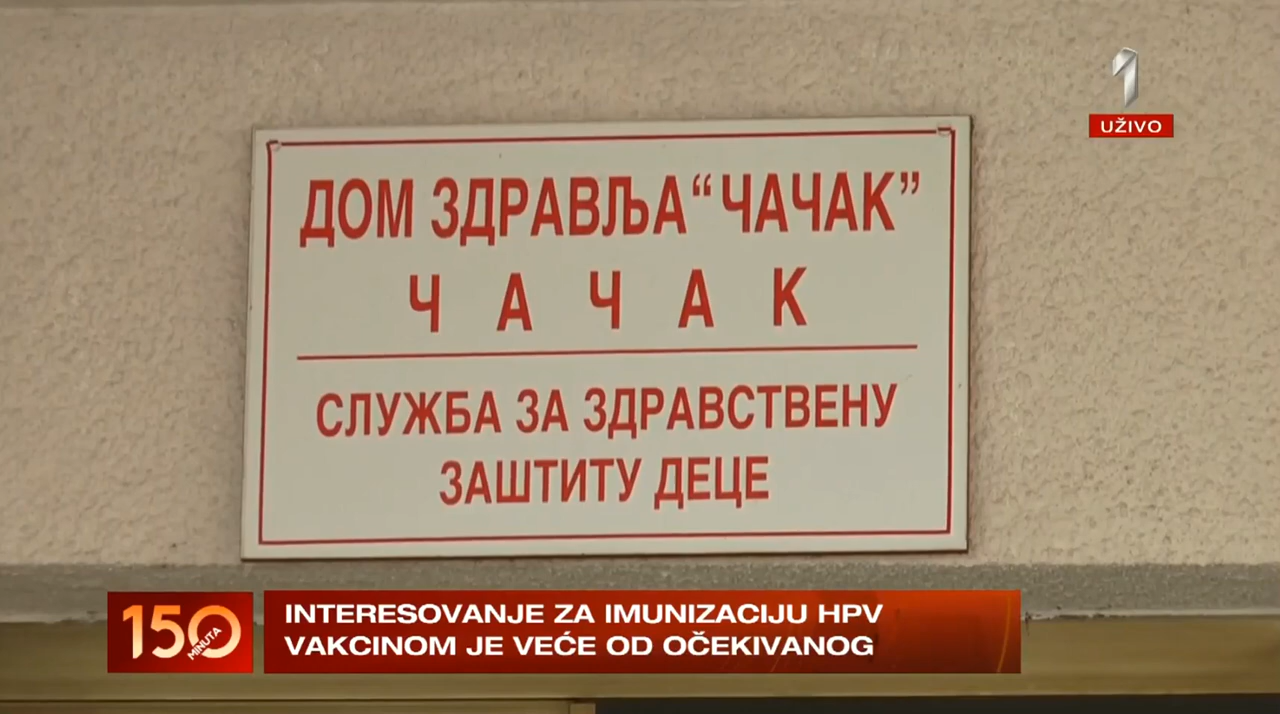 1
UŽIVO
ДОМ ЗДРАВЉА “ЧАЧАК”
Ч А Ч А К
СЛУЖБА ЗА ЗДРАВСТВЕНУ
ЗАШТИТУ ДЕЦЕ
150
MINUTA
INTERESOVANJE ZA IMUNIZACIJU HPV
VAKCINOM JE VEĆE OD OČEKIVANOG